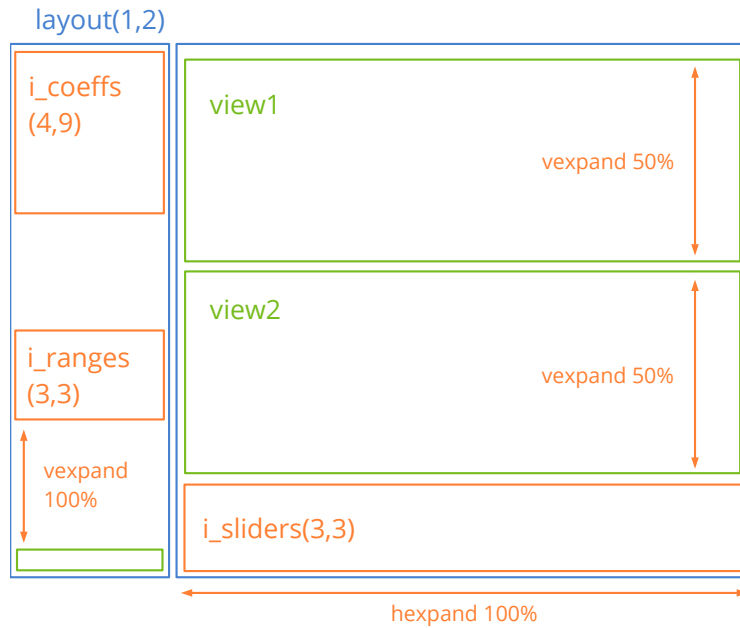 layout(1,2)
i_coeffs
(4,9)
i_ranges
(3,3)
vexpand
100%
view1
vexpand 50%
view2
vexpand 50%
i_sliders(3,3)
hexpand 100%